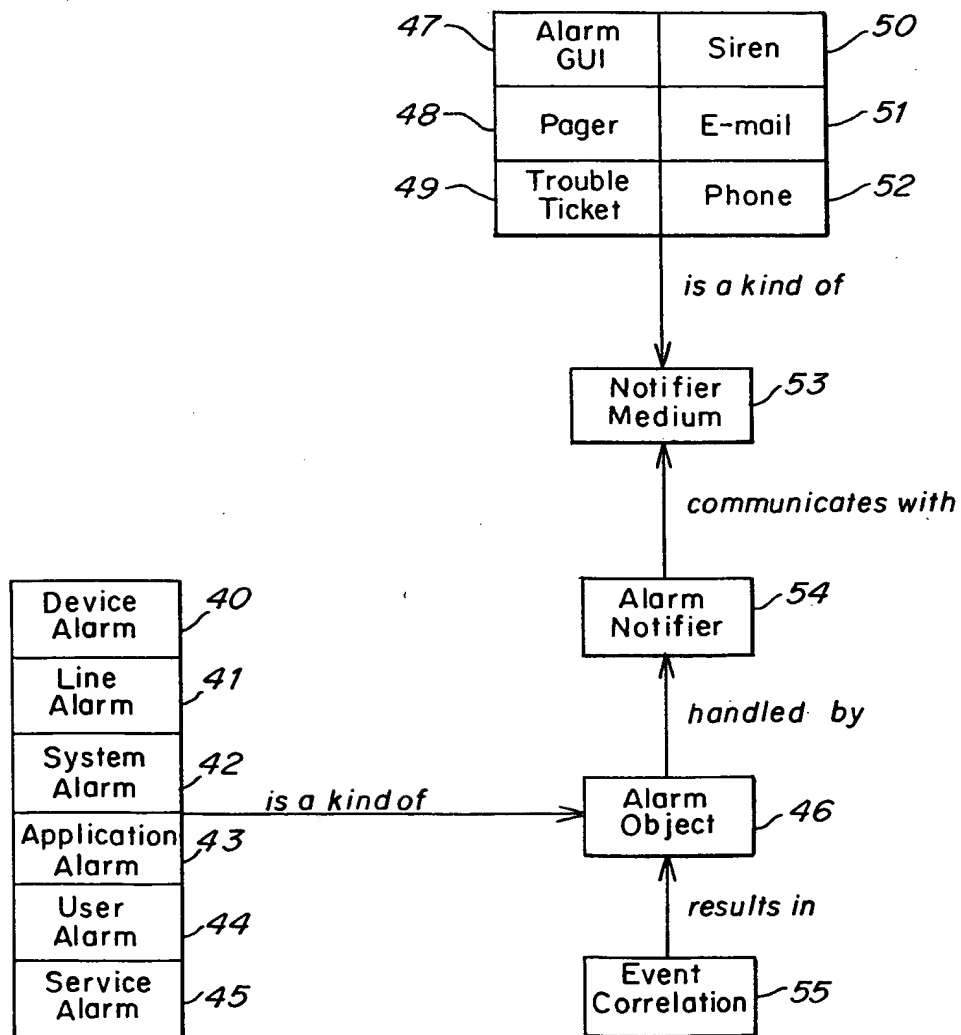 47 Alarm GUI Siren 50
48 Pager E-mail 51
49 Trouble Ticket Phone 52
is a kind of
Notifier Medium 53
communicates with
Alarm Notifier 54
handled by
Device Alarm 40
Line Alarm 41
System Alarm 42
is a kind of
Alarm Object 46
Application Alarm 43
User Alarm 44
results in
Service Alarm 45
Event Correlation 55